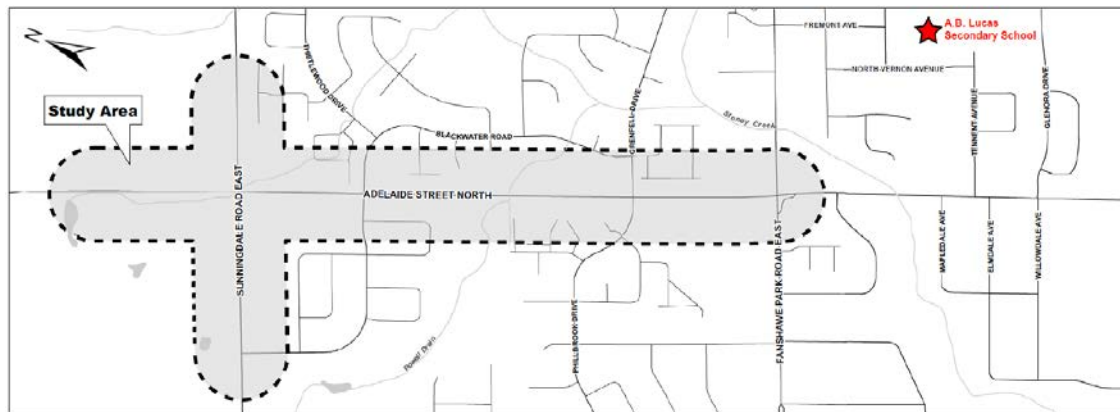 FREMONT AVE
A.B. Lucas
Secondary School
N
NORTH VERNON AVENUE
THISTLEWOOD DRIVE
Study Area
BLACKWATER ROAD
GRENFELL DRIVE
Stoney Creek
TENNENT AVENUE
GLENORA DRIVE
SUNNINGDALE ROAD EAST
ADELAIDE STREET NORTH
FANSHAWE PARK ROAD EAST
MAPLEDALE AVE
ELMDALE AVE
WILLOWDALE AVE
PHILLBROOK DRIVE
Powell Drain